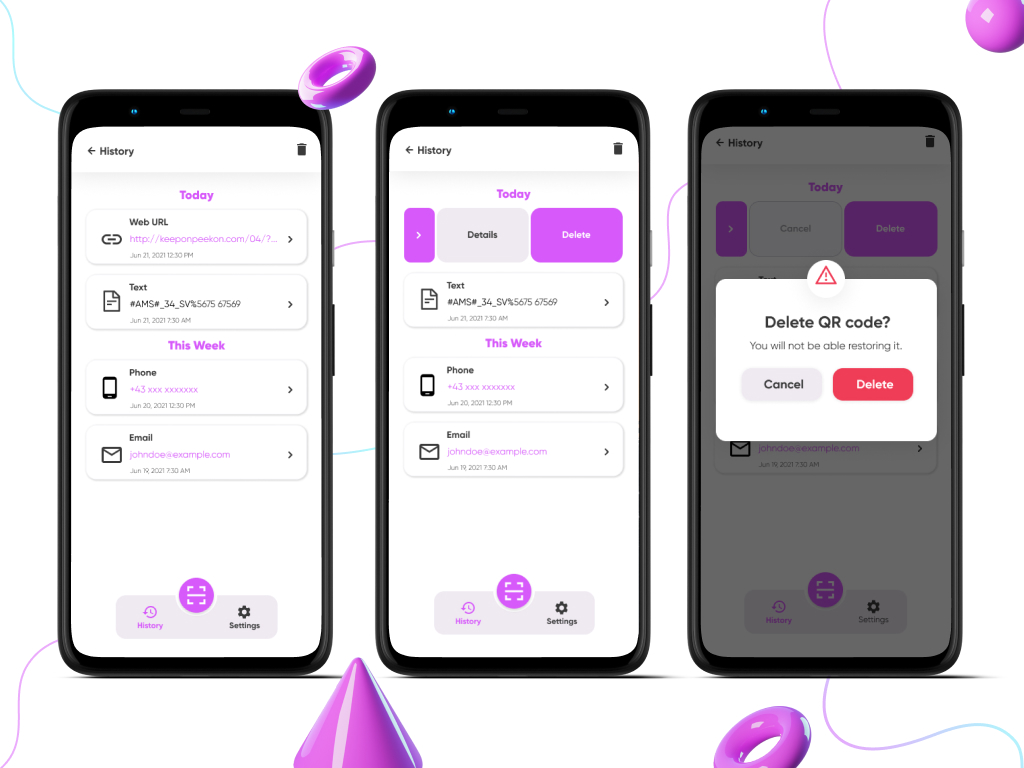 History
Today
Web URL
http://keeponpeekon.com/04/?...
Jun 21, 2021 12:30 PM
Text
#AMS#_34_SV%5675 67569
Jun 21, 2021 7:30 AM
This Week
Phone
+43 xxx xxxxxxx
Jun 20, 2021 12:30 PM
Email
johndoe@example.com
Jun 19, 2021 7:30 AM
History
Settings
History
Today
Details
Delete
Text
#AMS#_34_SV%5675 67569
Jun 21, 2021 7:30 AM
This Week
Phone
+43 xxx xxxxxxx
Jun 20, 2021 12:30 PM
Email
johndoe@example.com
Jun 19, 2021 7:30 AM
History
Settings
History
Today
Cancel
Delete
Text
Delete QR code?
You will not be able restoring it.
Cancel
Delete
johndoe@example.com
Jun 19, 2021 7:30 AM
History
Settings